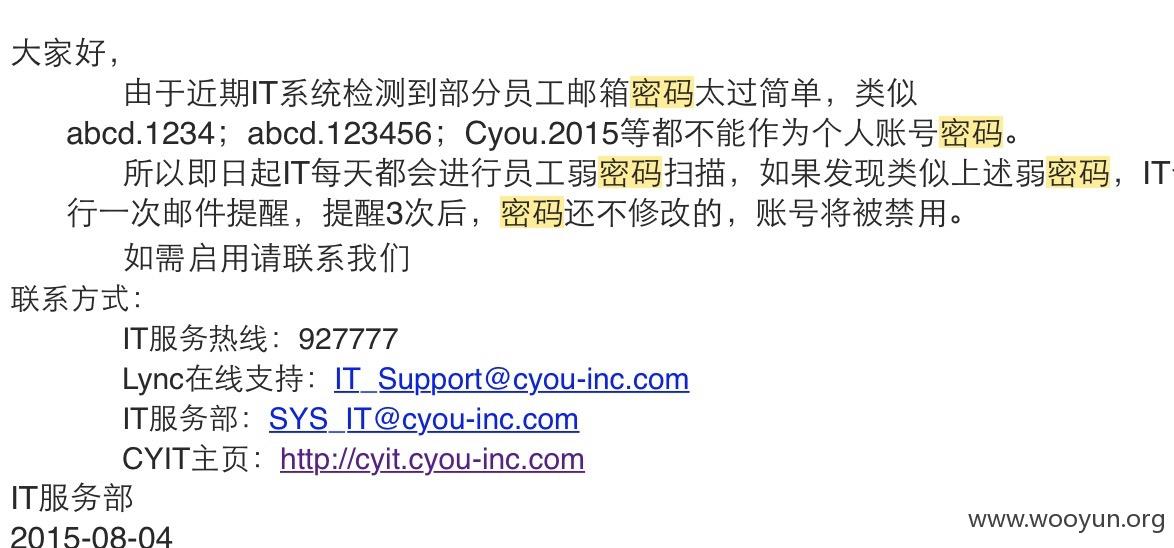 大家好，
由于近期IT系统检测到部分员工邮箱密码太过简单，类似
abcd.1234；abcd.123456；Cyou.2015等都不能作为个人账号密码。
所以即日起IT每天都会进行员工弱密码扫描，如果发现类似上述弱密码，IT
行一次邮件提醒，提醒3次后，密码还不修改的，账号将被禁用。
如需启用请联系我们
联系方式：
IT服务热线：927777
Lync在线支持：IT_Support@cyou-inc.com
IT服务部：SYS_IT@cyou-inc.com
CYIT主页：http://cyit.cyou-inc.com
IT服务部
www.wooyun.org
2015-08-04